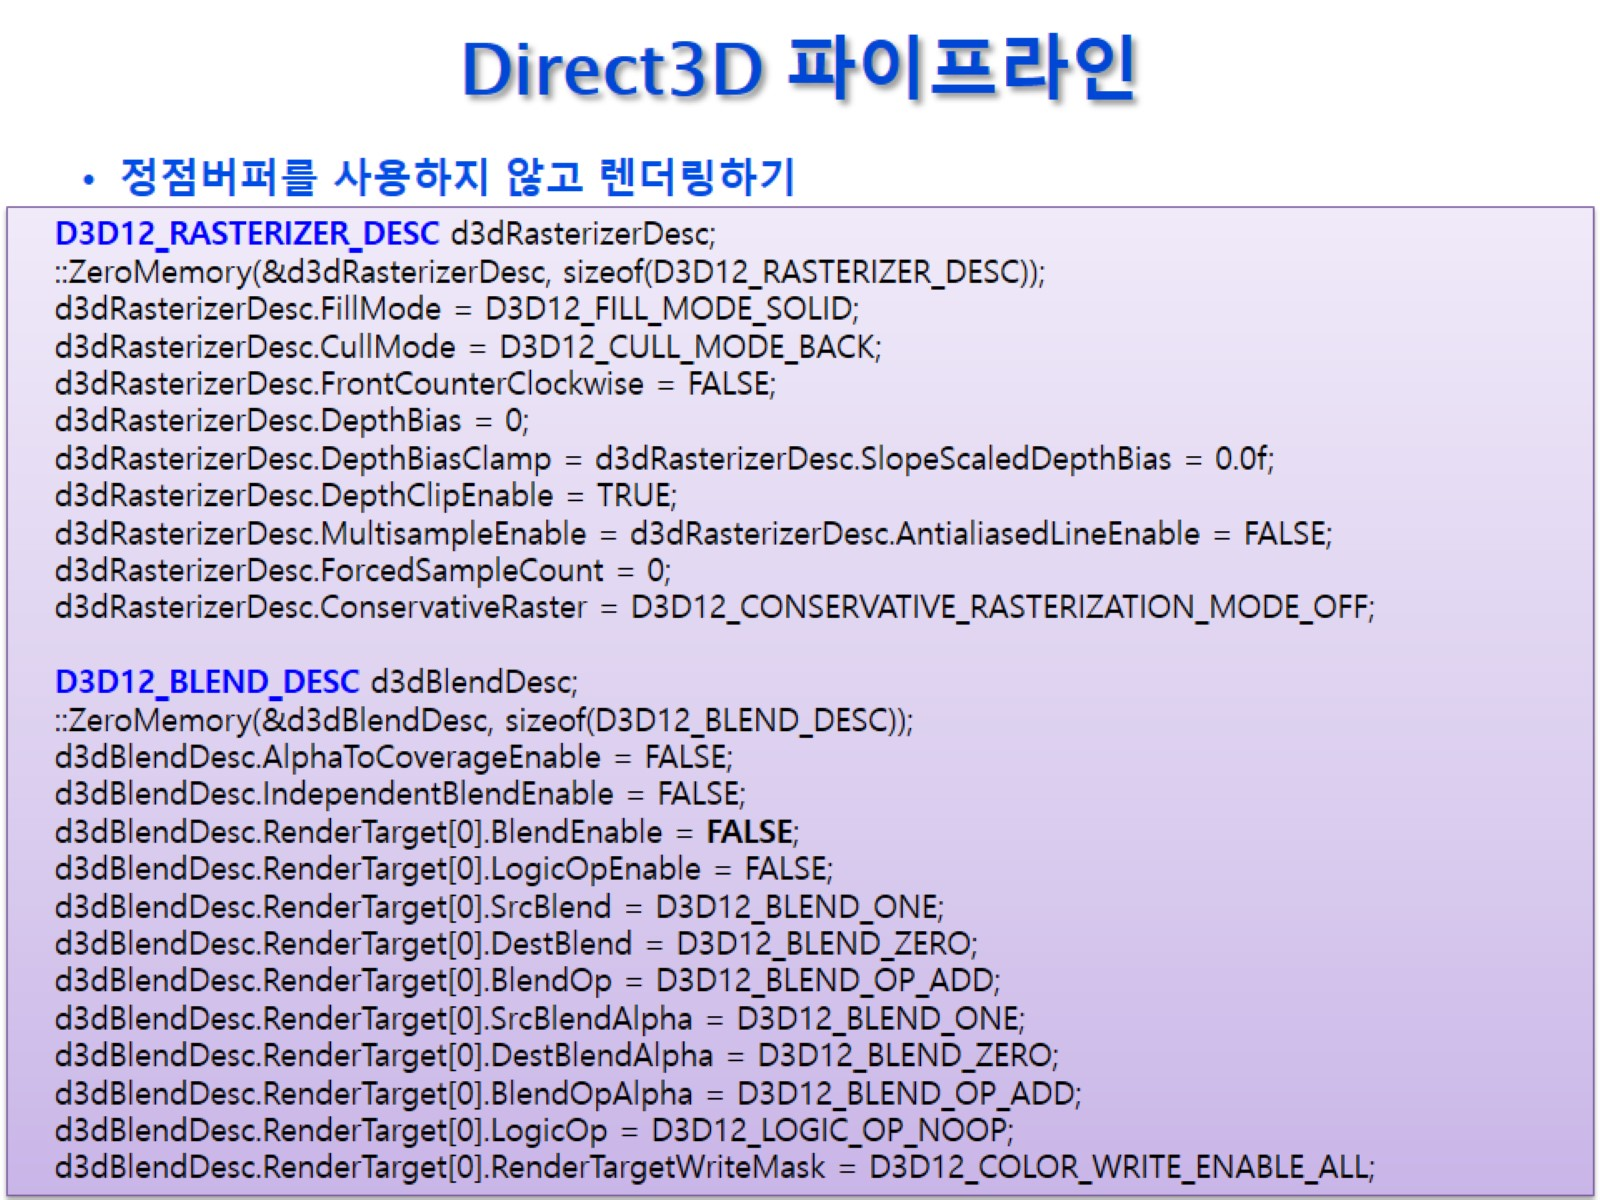 Direct3D 파이프라인
• 정점버퍼를 사용하지 않고 렌더링하기
D3D12_RASTERIZER_DESC d3dRasterizerDesc;
::ZeroMemory(&d3dRasterizerDesc, sizeof(D3D12_RASTERIZER_DESC));
d3dRasterizerDesc.FillMode = D3D12_FILL_MODE_SOLID;
d3dRasterizerDesc.CullMode = D3D12_CULL_MODE_BACK;
d3dRasterizerDesc.FrontCounterClockwise = FALSE;
d3dRasterizerDesc.DepthBias = 0;
d3dRasterizerDesc.DepthBiasClamp = d3dRasterizerDesc.SlopeScaledDepthBias = 0.0f;
d3dRasterizerDesc.DepthClipEnable = TRUE;
d3dRasterizerDesc.MultisampleEnable = d3dRasterizerDesc.AntialiasedLineEnable = FALSE;
d3dRasterizerDesc.ForcedSampleCount = 0;
d3dRasterizerDesc.ConservativeRaster = D3D12_CONSERVATIVE_RASTERIZATION_MODE_OFF;
D3D12_BLEND_DESC d3dBlendDesc;
::ZeroMemory(&d3dBlendDesc, sizeof(D3D12_BLEND_DESC));
d3dBlendDesc.AlphaToCoverageEnable = FALSE;
d3dBlendDesc.IndependentBlendEnable = FALSE;
d3dBlendDesc.RenderTarget[0].BlendEnable = FALSE;
d3dBlendDesc.RenderTarget[0].LogicOpEnable = FALSE;
d3dBlendDesc.RenderTarget[0].SrcBlend = D3D12_BLEND_ONE;
d3dBlendDesc.RenderTarget[0].DestBlend = D3D12_BLEND_ZERO;
d3dBlendDesc.RenderTarget[0].BlendOp = D3D12_BLEND_OP_ADD;
d3dBlendDesc.RenderTarget[0].SrcBlendAlpha = D3D12_BLEND_ONE;
d3dBlendDesc.RenderTarget[0].DestBlendAlpha = D3D12_BLEND_ZERO;
d3dBlendDesc.RenderTarget[0].BlendOpAlpha = D3D12_BLEND_OP_ADD;
d3dBlendDesc.RenderTarget[0].LogicOp = D3D12_LOGIC_OP_NOOP;
d3dBlendDesc.RenderTarget[0].RenderTargetWriteMask = D3D12_COLOR_WRITE_ENABLE_ALL;